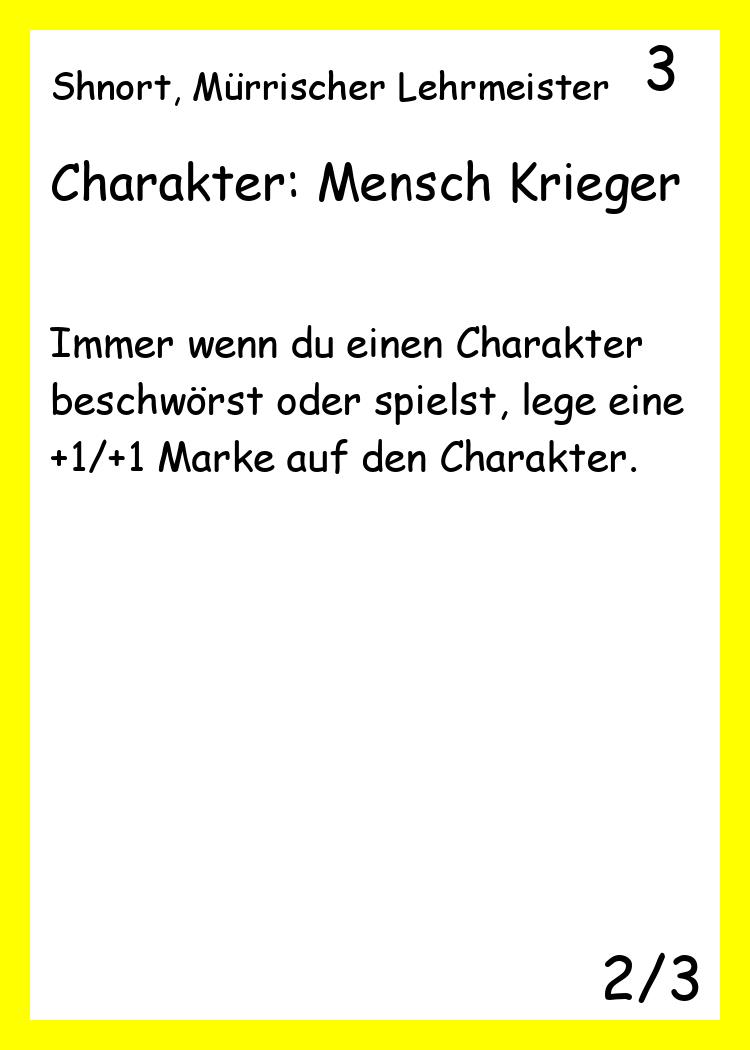 Shnort, Mürrischer Lehrmeister 3
Charakter: Mensch Krieger
Immer wenn du einen Charakter
beschwörst oder spielst, lege eine
+1/+1 Marke auf den Charakter.
2/3